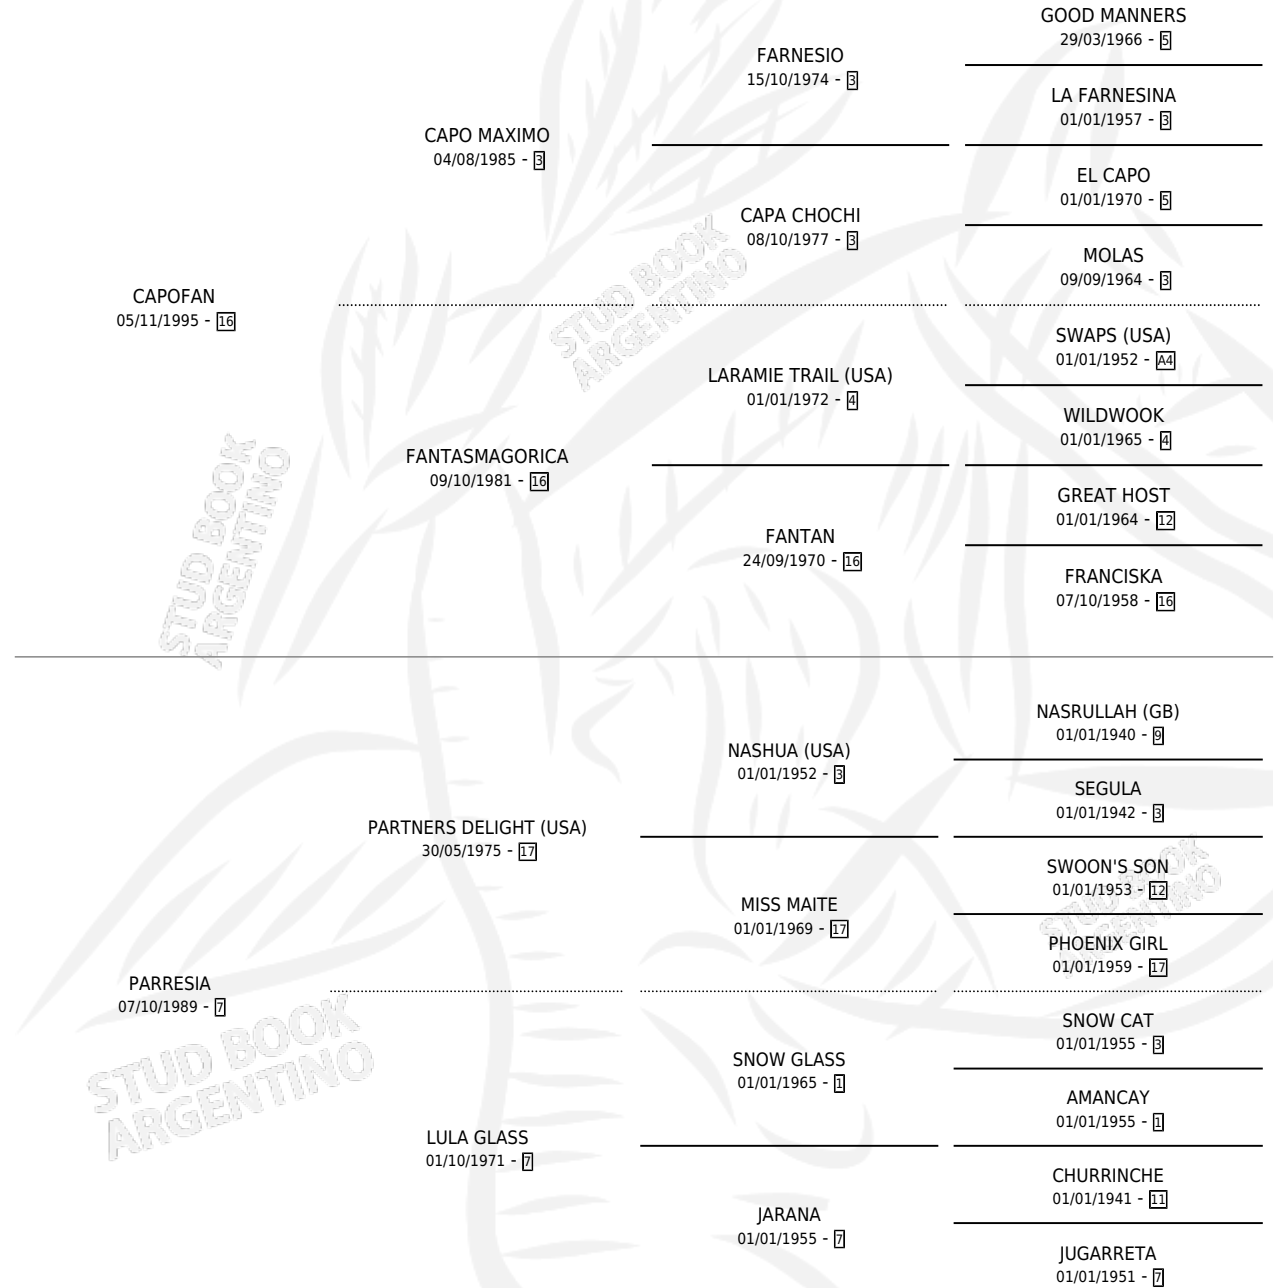 GOOD MANNERS
29/03/1966 - 5
FARNESIO
15/10/1974 - 3
LA FARNESINA
01/01/1957 - 3
CAPO MAXIMO
04/08/1985 - 3
EL CAPO
01/01/1970 - 5
CAPA CHOCHI
08/10/1977 - 3
MOLAS
09/09/1964 - 3
CAPOFAN
05/11/1995 - 16
STUD BOOK
ARGENTINO
SWAPS (USA)
01/01/1952 - A4
LARAMIE TRAIL (USA)
01/01/1972 - 4
WILDWOOK
01/01/1965 - 4
FANTASMAGORICA
09/10/1981 - 16
GREAT HOST
01/01/1964 - 12
FANTAN
24/09/1970 - 16
FRANCISKA
07/10/1958 - 16
STUD BOOK
ARGENTINO
NASRULLAH (GB)
01/01/1940 - 9
NASHUA (USA)
01/01/1952 - 3
SEGULA
01/01/1942 - 3
PARTNERS DELIGHT (USA)
30/05/1975 - 17
SWOON'S SON
01/01/1953 - 12
MISS MAITE
01/01/1969 - 17
PHOENIX GIRL
01/01/1959 - 17
STUD BOOK
ARGENTINO
PARRESIA
07/10/1989 - 7
SNOW CAT
01/01/1955 - 3
SNOW GLASS
01/01/1965 - 1
AMANCAY
01/01/1955 - 1
STUD BOOK
ARGENTINO
LULA GLASS
01/10/1971 - 7
CHURRINCHE
01/01/1941 - 11
JARANA
01/01/1955 - 7
JUGARRETA
01/01/1951 - 7